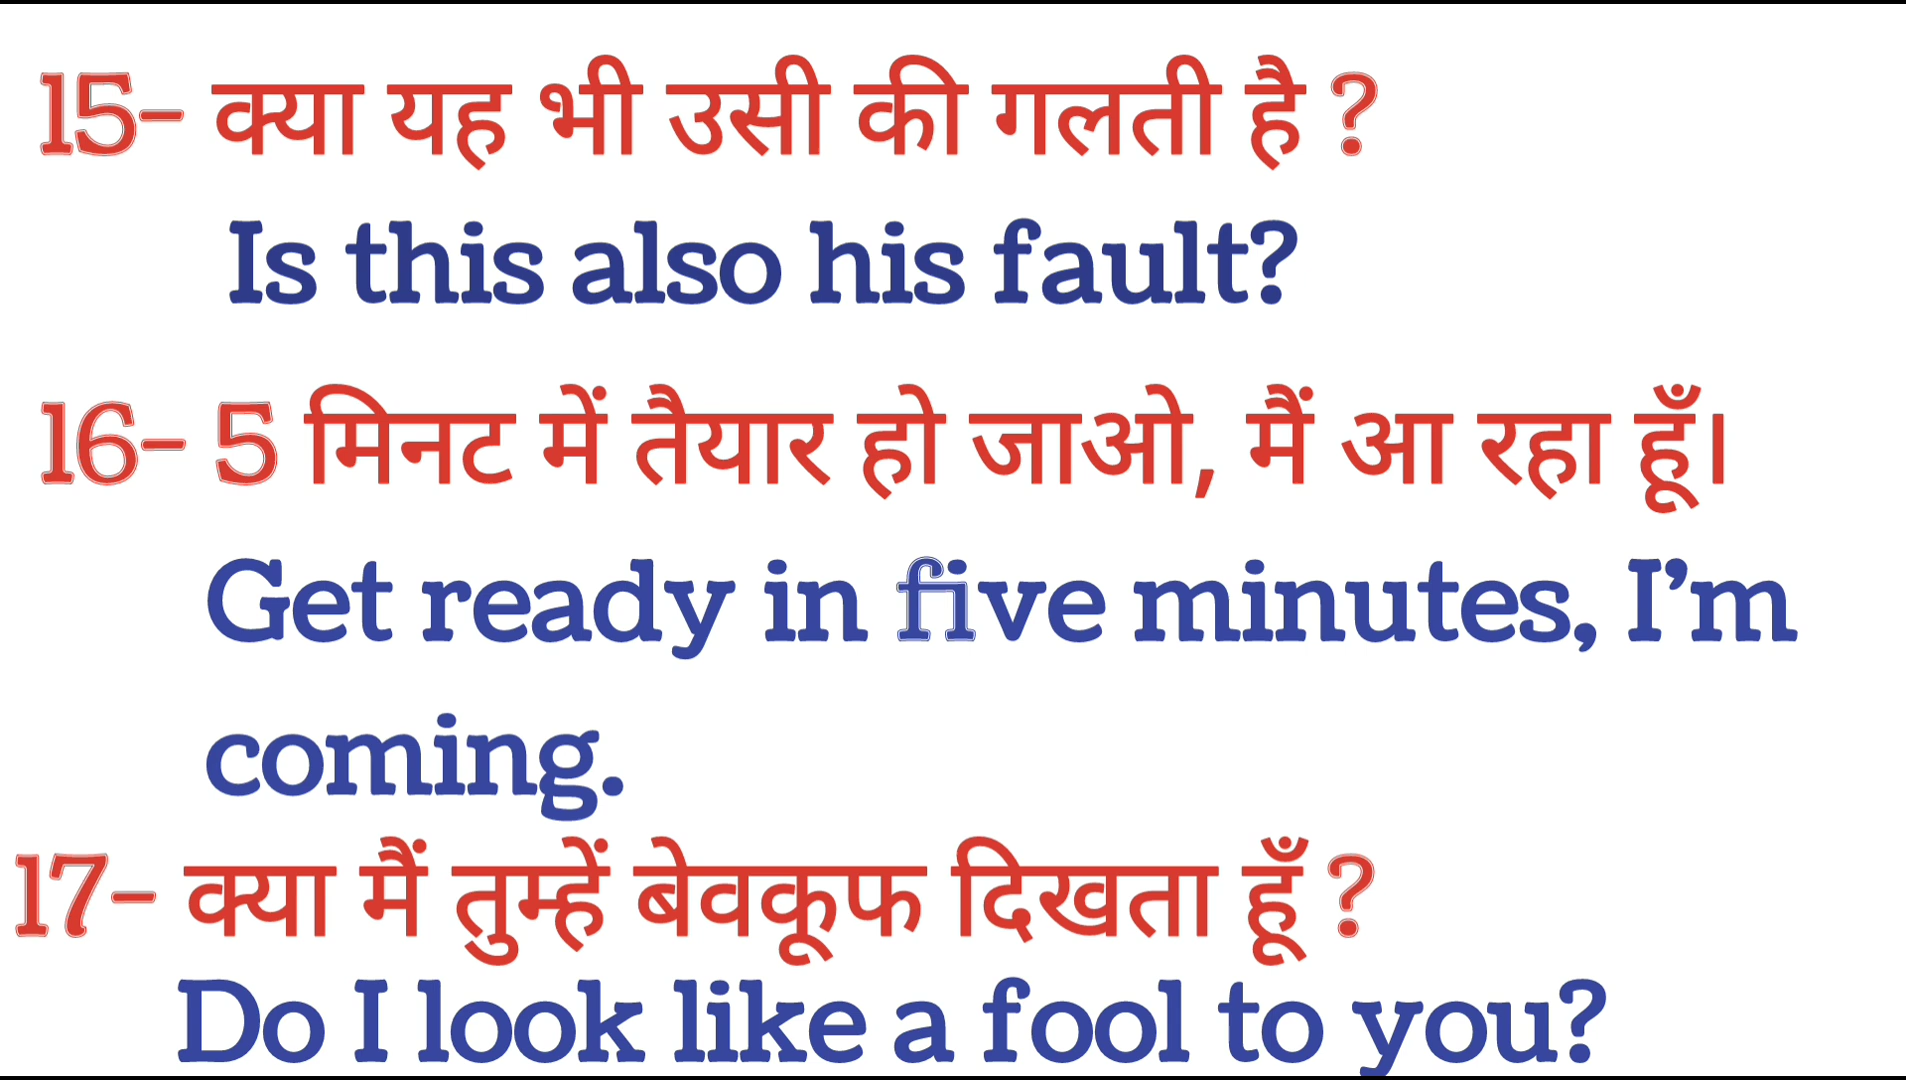 15- क्या यह भी उसी की गलती है ?
Is this also his fault?
16- 5 मिनट में तैयार हो जाओ, मैं आ रहा हूँ।
Get ready in five minutes, I’m
coming.
17- क्या मैं तुम्हें बेवकूफ दिखता हूँ ?
Do I look like a fool to you?